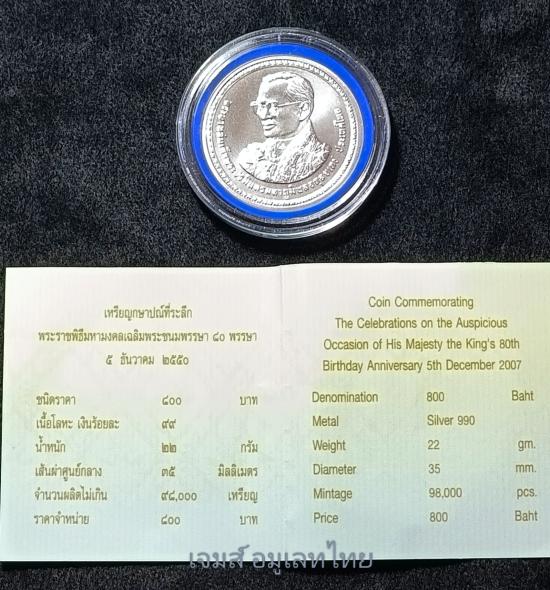 เหรียญกษาปณ์ที่ระลึก
พระราชพิธีมหามงคลเฉลิมพระชนมพรรษา ๘๐ พรรษา
๕ ธันวาคม ๒๕๕๐
ชนิดราคา ๘๐๐ บาท
เนื้อโลหะ เงินร้อยละ ๙๙
น้ำหนัก ๒๒ กรัม
เส้นผ่าศูนย์กลาง ๓๕ มิลลิเมตร
จำนวนผลิตไม่เกิน ๙๘,๐๐๐ เหรียญ
ราคาจำหน่าย ๘๐๐ บาท
Coin Commemorating
The Celebrations on the Auspicious
Occasion of His Majesty the King's 80th
Birthday Anniversary 5th December 2007
Denomination 800 Baht
Metal Silver 990
Weight 22 gm.
Diameter 35 mm.
Mintage 98,000 pcs.
Price 800 Baht
เจมส์ อมูเลทไทย